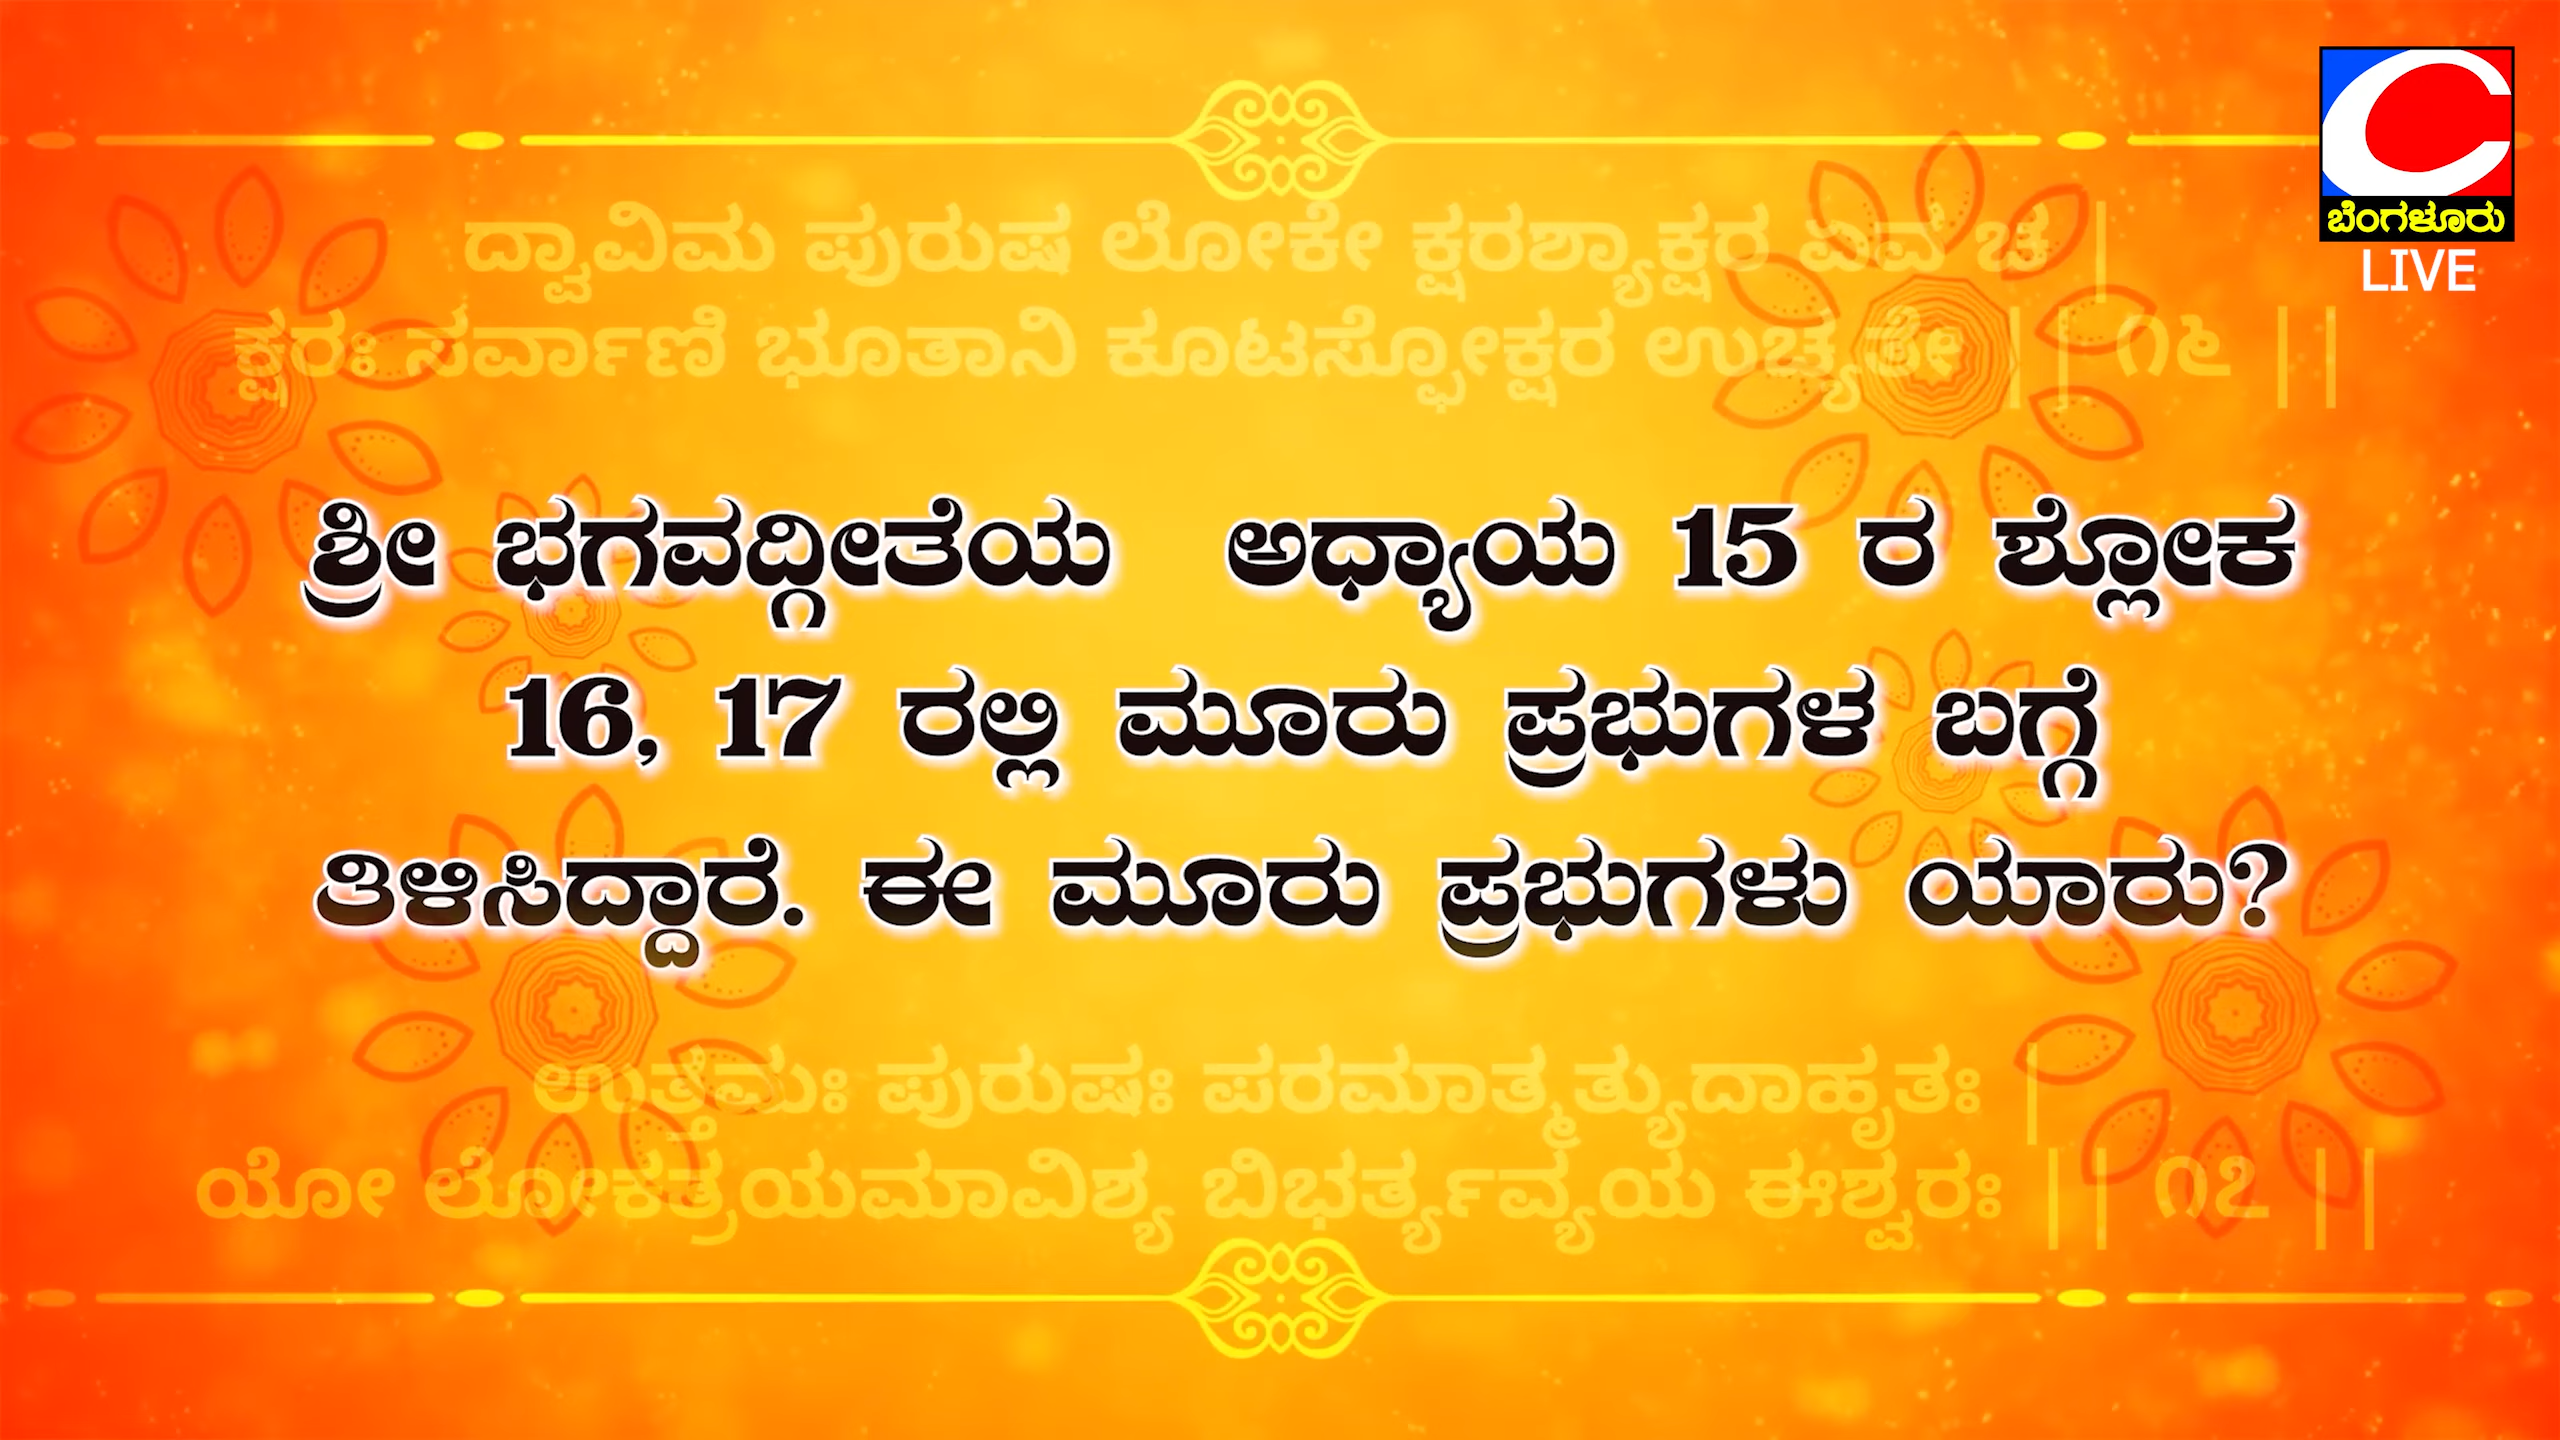 ಬೆಂಗಳೂರು
LIVE
ದ್ವಾವಿಮ ಪುರುಷ ಲೋಕೇ ಕ್ಷರಶ್ಯಾಕ್ಷರ ಏವ ಚ |
ಕ್ಷರಃ ಸರ್ವಾಣಿ ಭೂತಾನಿ ಕೂಟಸ್ಫೋಕ್ಷರ ಉಚ್ಯತೇ || ೧೬ ||
ಶ್ರೀ ಭಗವದ್ಗೀತೆಯ ಅಧ್ಯಾಯ 15 ರ ಶ್ಲೋಕ
16, 17 ರಲ್ಲಿ ಮೂರು ಪ್ರಭುಗಳ ಬಗ್ಗೆ
ತಿಳಿಸಿದ್ದಾರೆ. ಈ ಮೂರು ಪ್ರಭುಗಳು ಯಾರು?
ಉತ್ತಮಃ ಪುರುಷಃ ಪರಮಾತ್ಮತ್ಯುದಾಹೃತಃ |
ಯೋ ಲೋಕತ್ರಯಮಾವಿಶ್ಯ ಬಿಭರ್ತ್ಯವ್ಯಯ ಈಶ್ವರಃ || ೧೭ ||